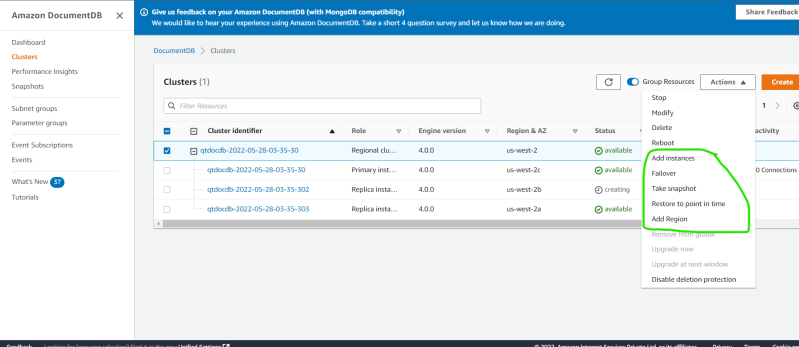 Amazon DocumentDB
Give us feedback on your Amazon DocumentDB (with MongoDB compatibility)
We would like to hear your experience using Amazon DocumentDB. Take a short 4 question survey and let us know how we are doing.
Share Feedback
Dashboard
Clusters
Performance Insights
Snapshots
Subnet groups
Parameter groups
Event Subscriptions
Events
What's New 37
Tutorials
DocumentDB > Clusters
Clusters (1)
Group Resources
Actions
Create
Filter Resources
1
Cluster identifier Role Engine version Region & AZ Status
qtdocdb-2022-05-28-03-35-30 Regional clu... 4.0.0 us-west-2 available
qtdocdb-2022-05-28-03-35-30 Primary inst... 4.0.0 us-west-2c available 0 Connections
qtdocdb-2022-05-28-03-35-302 Replica insta... 4.0.0 us-west-2b creating
qtdocdb-2022-05-28-03-35-303 Replica insta... 4.0.0 us-west-2a available
Stop
Modify
Delete
Reboot
Add instances
Failover
Take snapshot
Restore to point in time
Add Region
Remove from global
Upgrade now
Upgrade at next window
Disable deletion protection